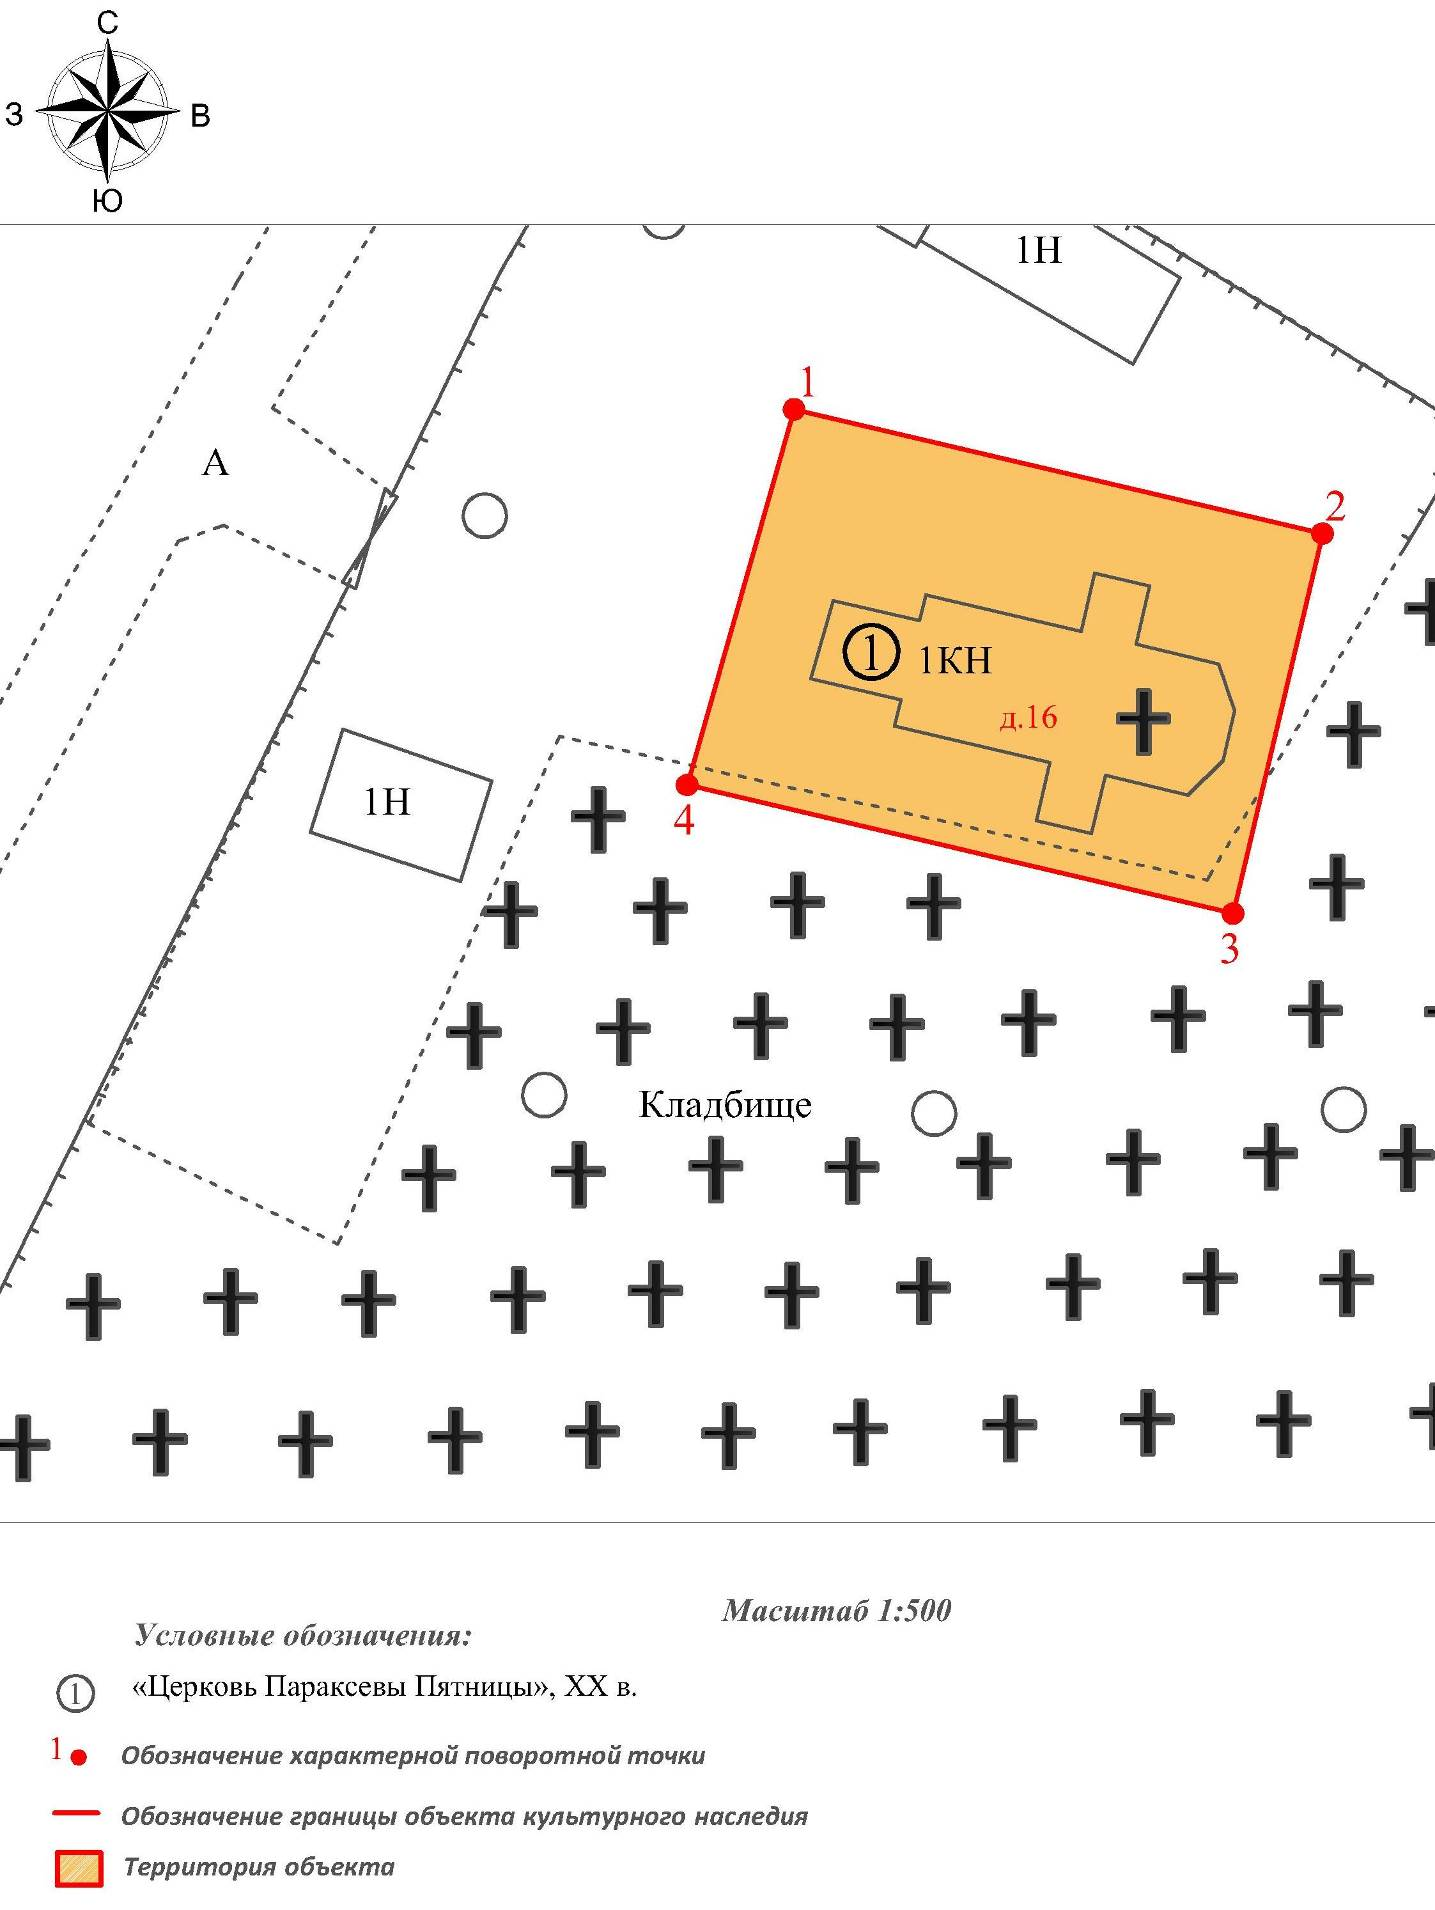 С
З
В
Ю
1Н
1
А
2
1
1КН
д.16
1Н
4
3
Кладбище
Масштаб 1:500
Условные обозначения:
1
«Церковь Параксевы Пятницы», XX в.
1
Обозначение характерной поворотной точки
Обозначение границы объекта культурного наследия
Территория объекта